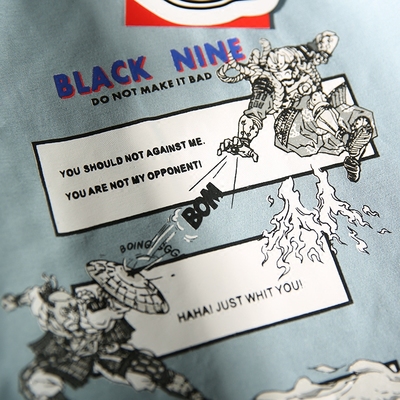 BLACK NINE
DO NOT MAKE IT BAD
YOU SHOULD NOT AGAINST ME.
YOU ARE NOT MY OPPONENT!
BOM
BOING GGG
HAHA! JUST WHIT YOU!